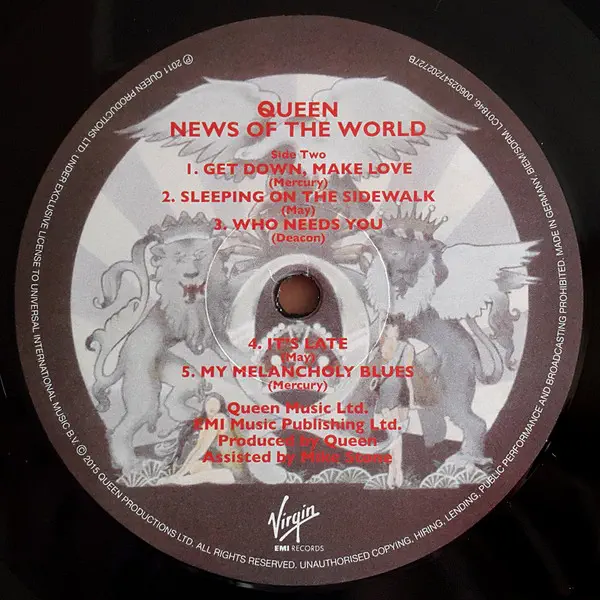 QUEEN
NEWS OF THE WORLD
Side Two
1. GET DOWN, MAKE LOVE
(Mercury)
2. SLEEPING ON THE SIDEWALK
(May)
3. WHO NEEDS YOU
(Deacon)
4. IT'S LATE
(May)
5. MY MELANCHOLY BLUES
(Mercury)
Queen Music Ltd.
EMI Music Publishing Ltd.
Produced by Queen
Assisted by Mike Stone
Virgin
EMI RECORDS
℗ 2011 QUEEN PRODUCTIONS LTD. UNDER EXCLUSIVE LICENSE TO UNIVERSAL INTERNATIONAL MUSIC B.V. © 2015 QUEEN PRODUCTIONS LTD. ALL RIGHTS RESERVED. UNAUTHORISED COPYING, HIRING, LENDING, PUBLIC PERFORMANCE AND BROADCASTING PROHIBITED. MADE IN GERMANY. BIEM/SDRM. LC01846 00602547202727B